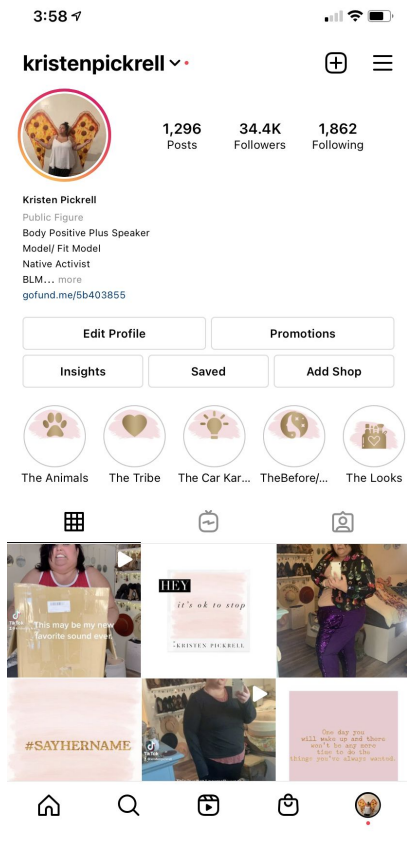 3:58
kristenpickrell
1,296
Posts
34.4K
Followers
1,862
Following
Kristen Pickrell
Public Figure
Body Positive Plus Speaker
Model/ Fit Model
Native Activist
BLM... more
gofund.me/5b403855
Edit Profile
Promotions
Insights
Saved
Add Shop
The Animals
The Tribe
The Car Kar...
TheBefore/...
The Looks
TikTok
This may be my new
favorite sound ever.
HEY
it's ok to stop
KRISTEN PICKRELL
#SAYHERNAME
TikTok
One day you
will wake up and there
won't be any more
time to do the
things you've always wanted.